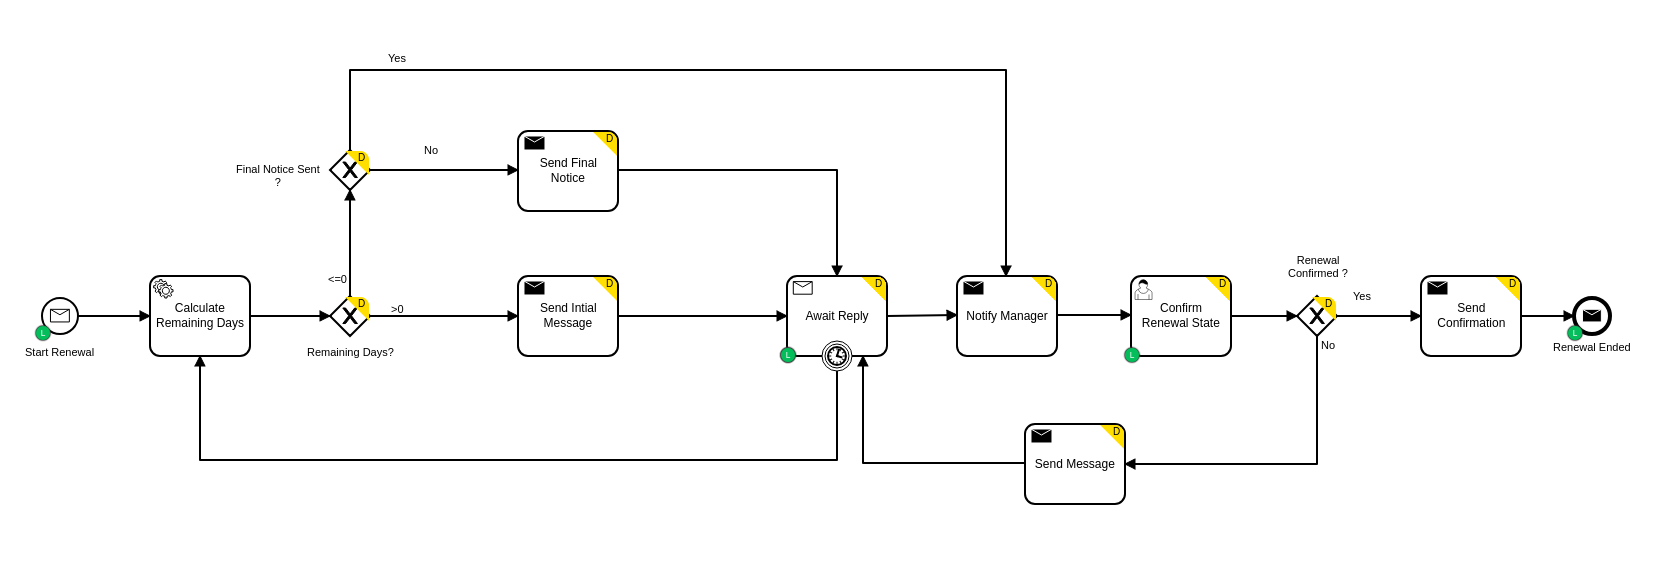 Yes
D
Send Final
Notice
No
D
Final Notice Sent
?
<=0
D
>0
Remaining Days?
L
Start Renewal
Calculate
Remaining Days
D
Send Intial
Message
D
Await Reply
L
D
Notify Manager
D
Confirm
Renewal State
L
Renewal
Confirmed ?
D
Yes
No
D
Send
Confirmation
L
Renewal Ended
D
Send Message